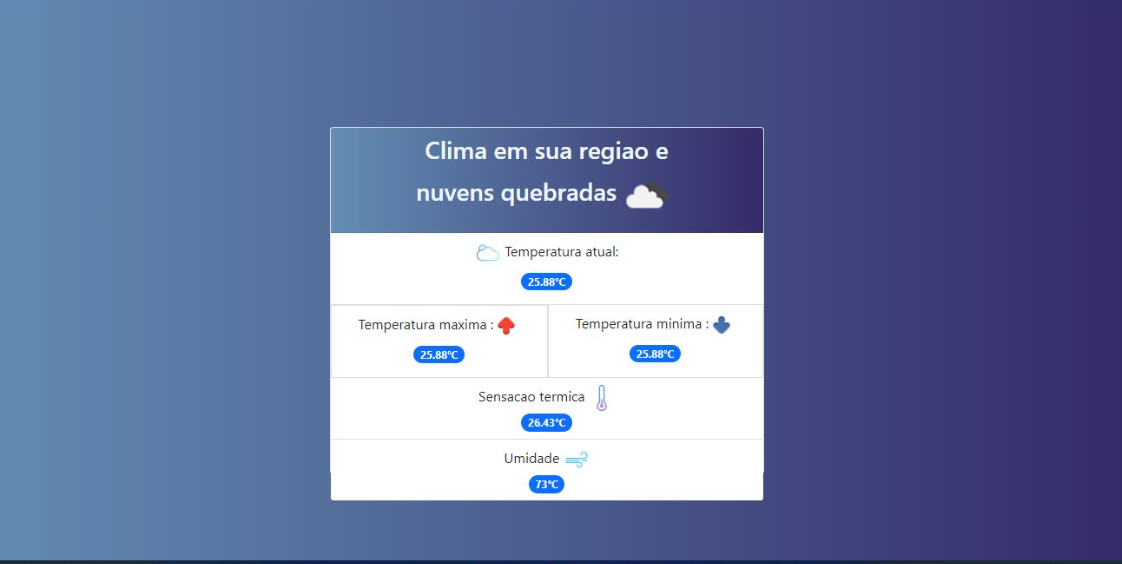 Clima em sua regiao e
nuvens quebradas
Temperatura atual:
25.88°C
Temperatura maxima :
25.88°C
Temperatura minima :
25.88°C
Sensacao termica
26.43°C
Umidade
73°C